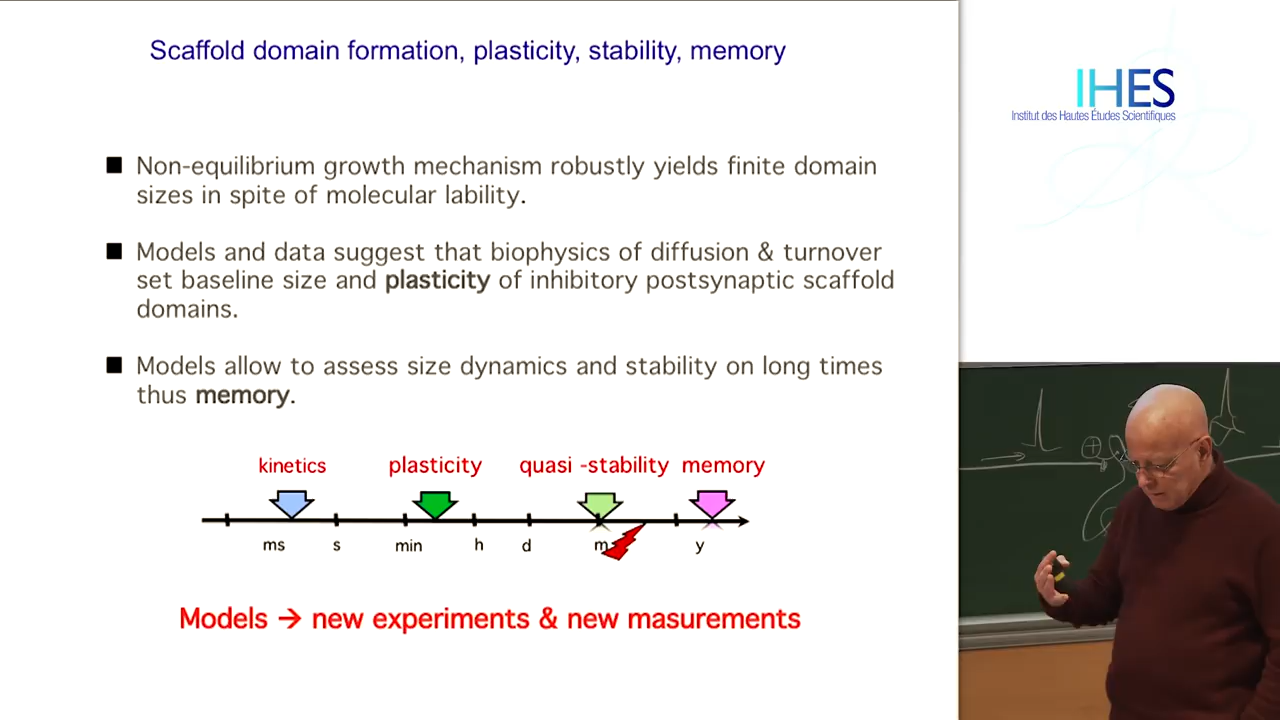 Scaffold domain formation, plasticity, stability, memory
IHES
Institut des Hautes Études Scientifiques
Non-equilibrium growth mechanism robustly yields finite domain
sizes in spite of molecular lability.
Models and data suggest that biophysics of diffusion & turnover
set baseline size and plasticity of inhibitory postsynaptic scaffold
domains.
Models allow to assess size dynamics and stability on long times
thus memory.
kinetics plasticity quasi -stability memory
ms s min h d m y
Models → new experiments & new masurements